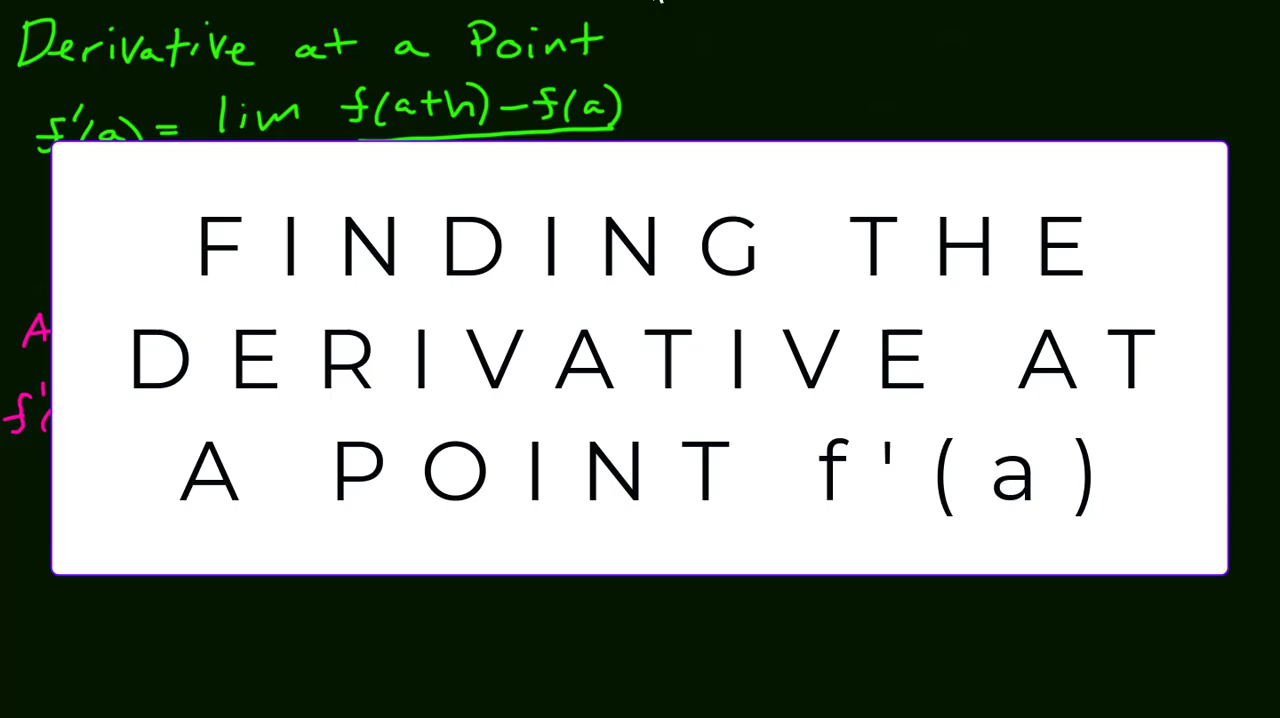 Derivative at a Point
f'(a) = lim f(a+h) - f(a)
FINDING THE
DERIVATIVE AT
A POINT f'(a)
A
f'(